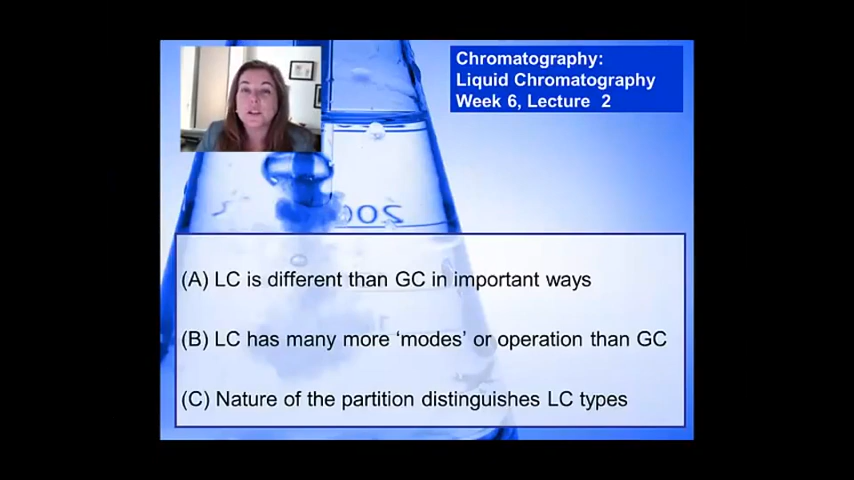 Chromatography:
Liquid Chromatography
Week 6, Lecture 2
200
(A) LC is different than GC in important ways
(B) LC has many more ‘modes’ or operation than GC
(C) Nature of the partition distinguishes LC types